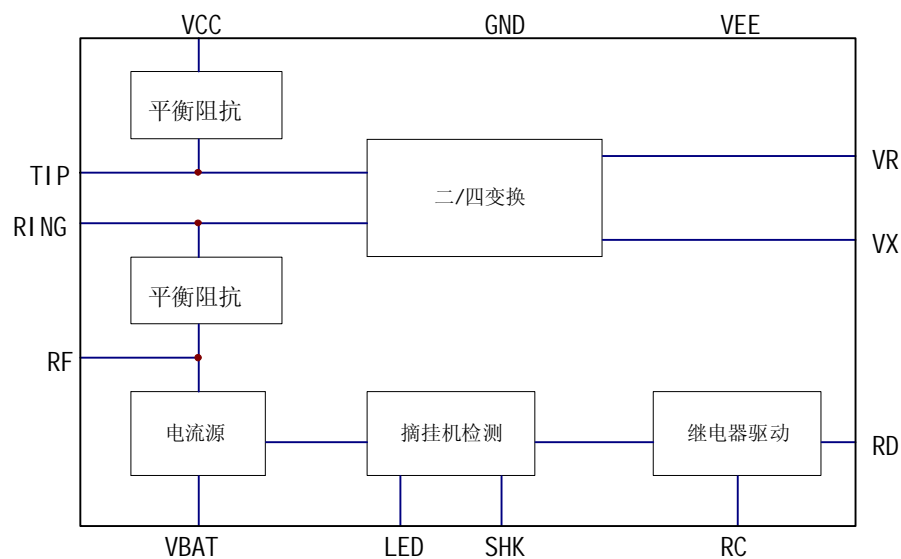 VCC GND VEE
平衡阻抗
TIP
二/四变换
VR
RING
VX
平衡阻抗
RF
电流源
摘挂机检测
继电器驱动
RD
VBAT LED SHK RC